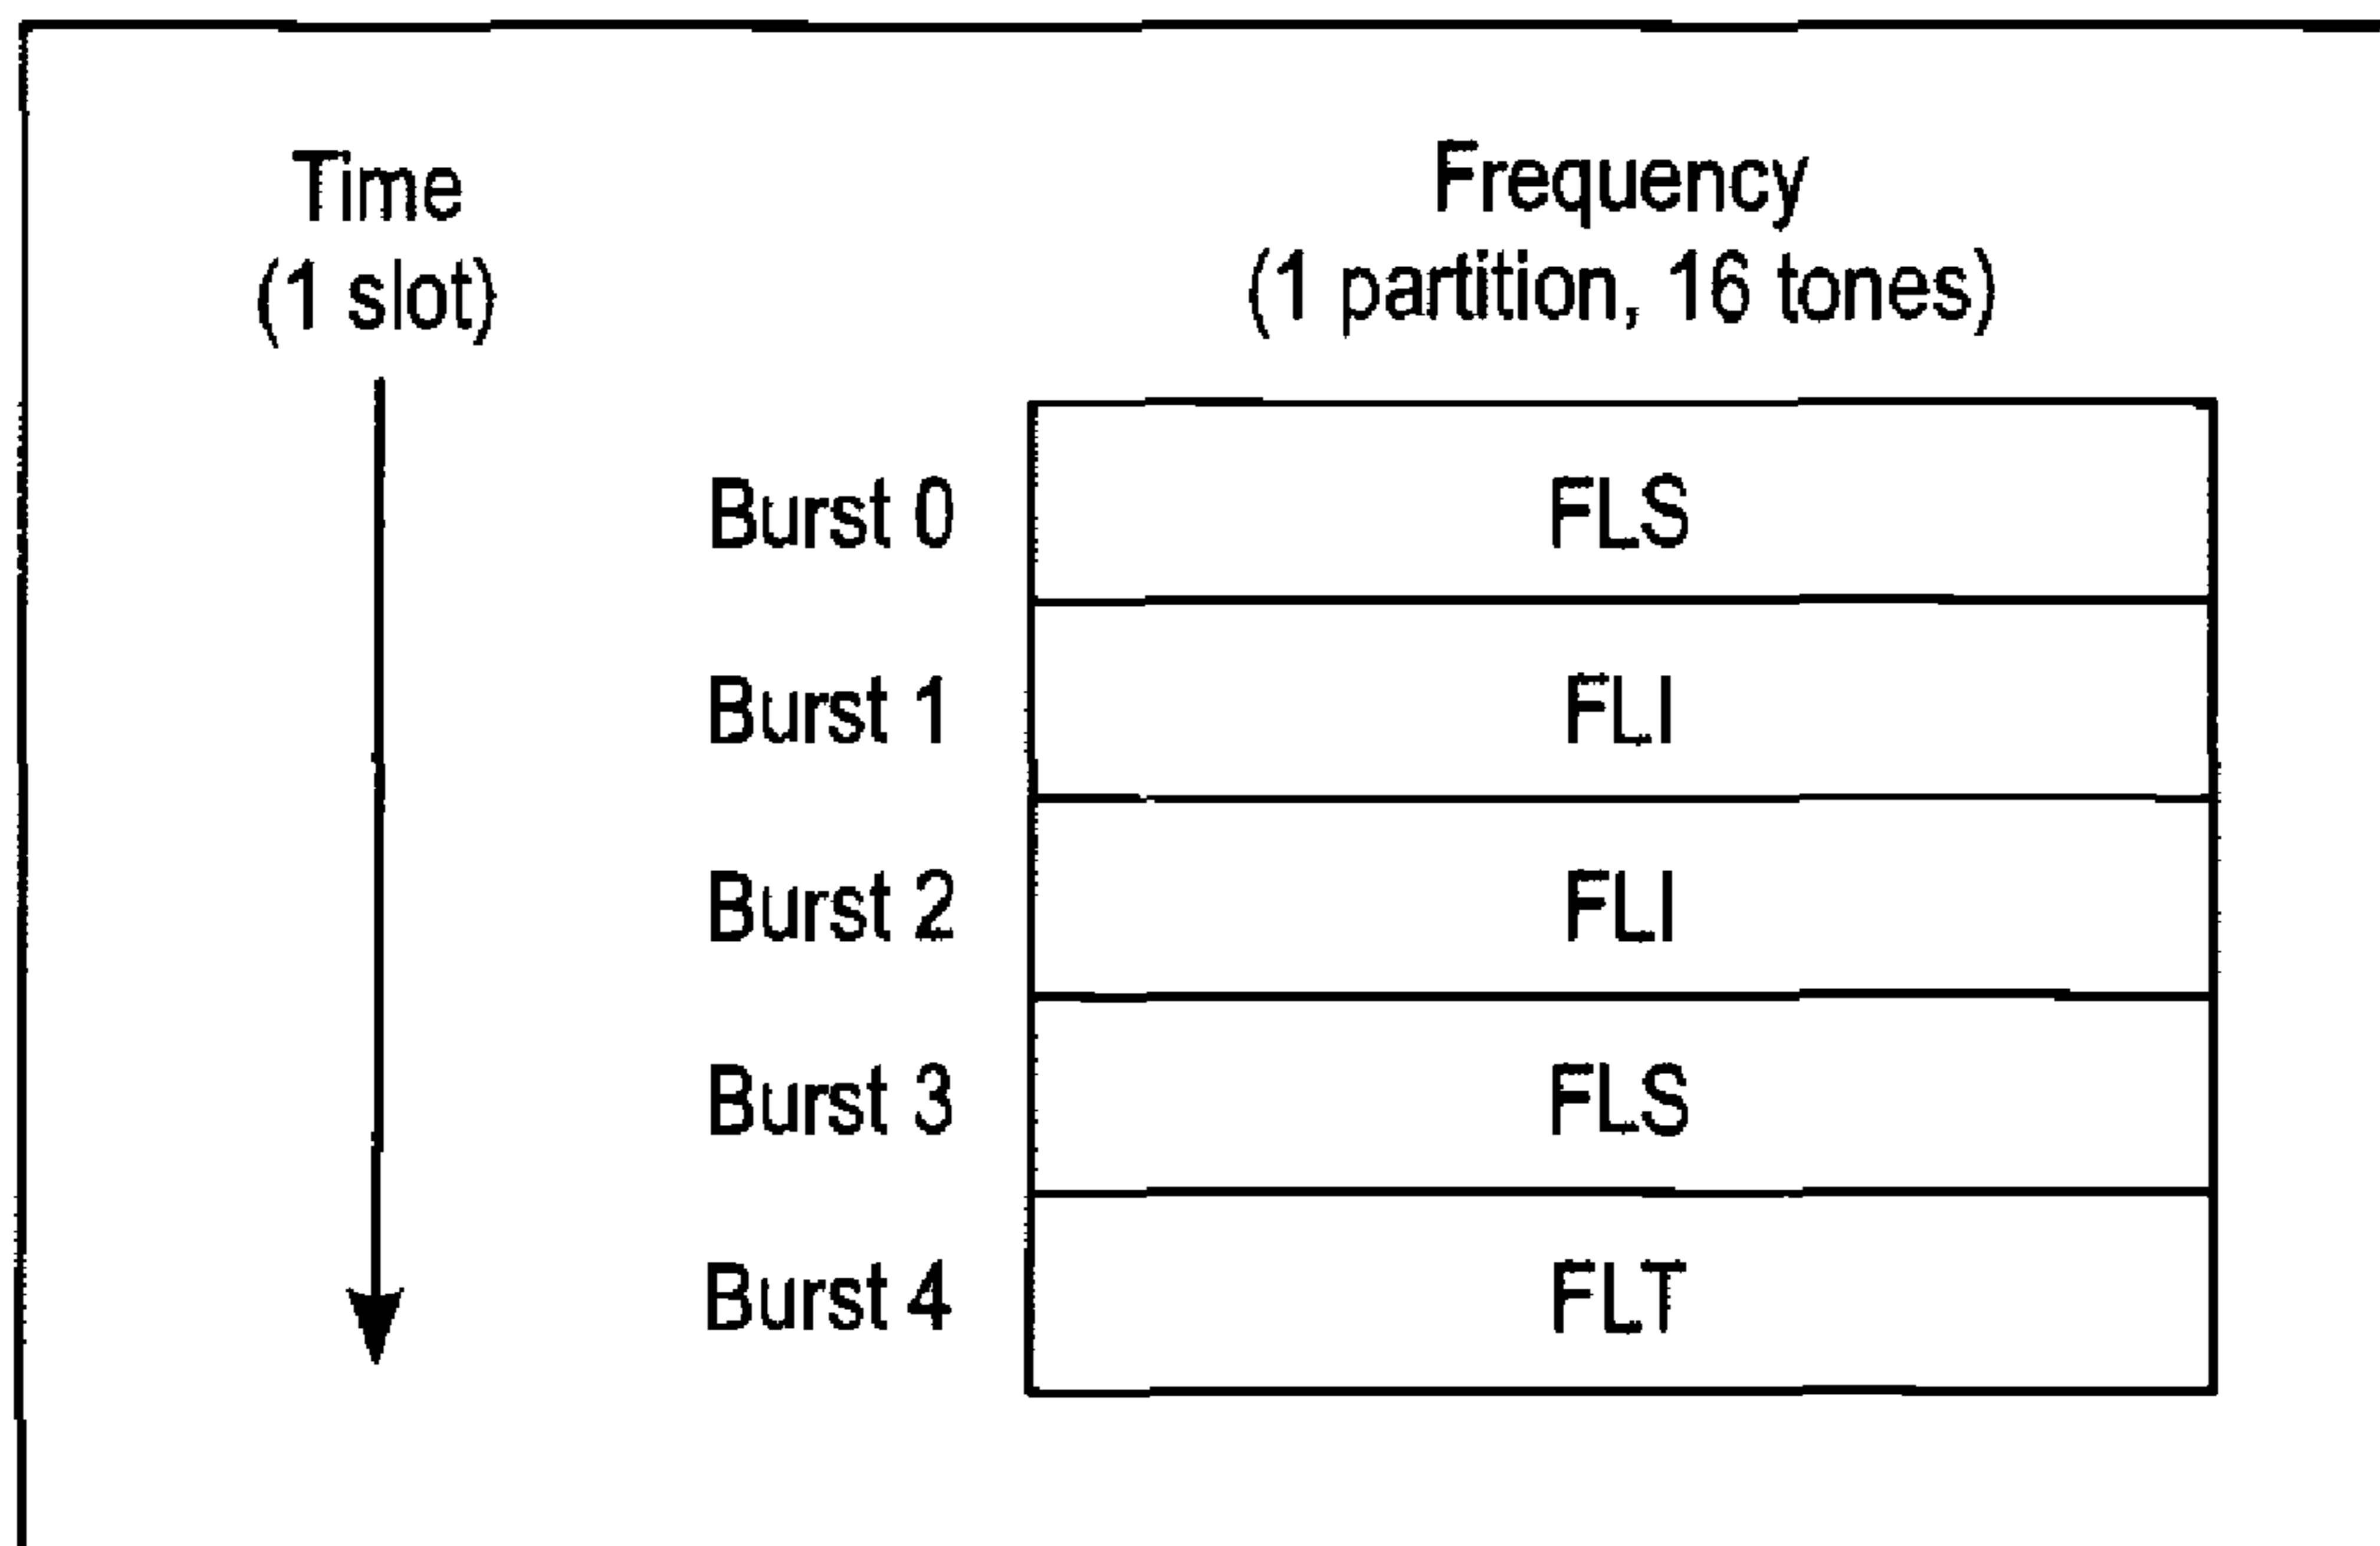 Time
(1 slot)
Frequency
(1 partition, 16 tones)
Burst 0 FLS
Burst 1 FLI
Burst 2 FLI
Burst 3 FLS
Burst 4 FLT